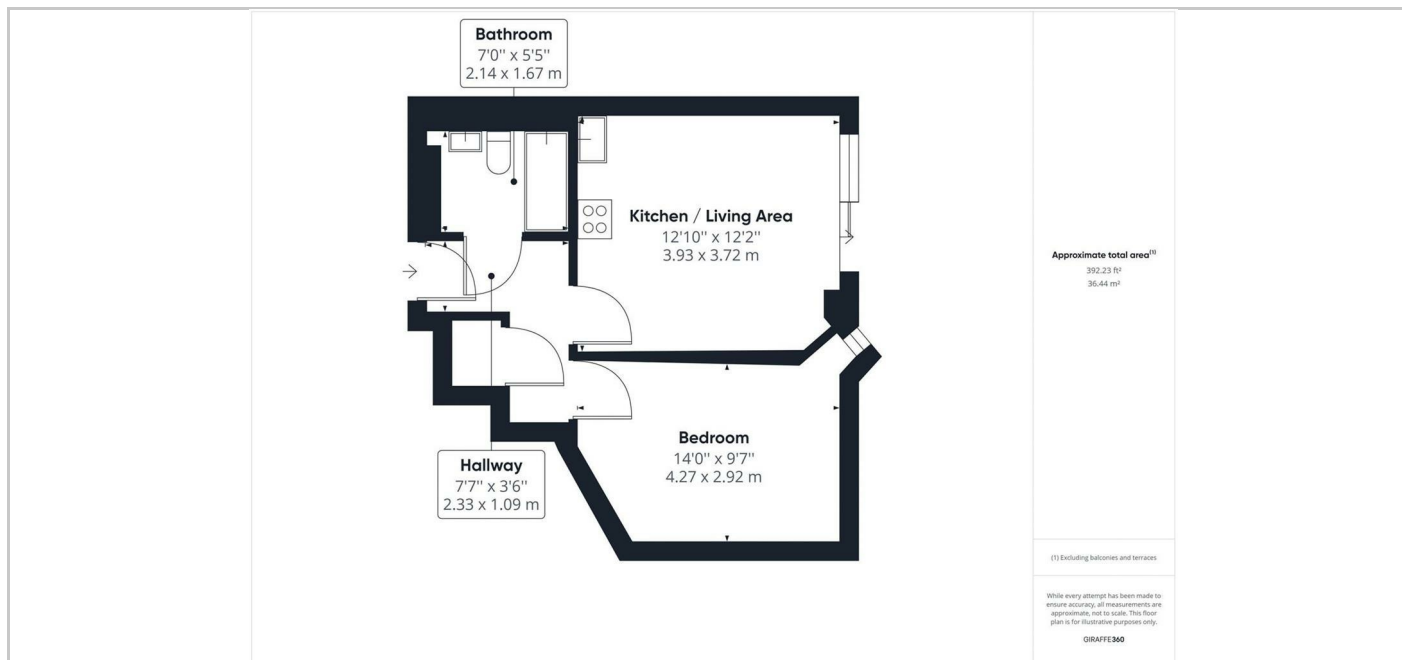 Bathroom
7'0'' x 5'5''
2.14 x 1.67 m
Kitchen / Living Area
12'10'' x 12'2''
3.93 x 3.72 m
Bedroom
14'0'' x 9'7''
4.27 x 2.92 m
Hallway
7'7'' x 3'6''
2.33 x 1.09 m
Approximate total area⁽¹⁾
392.23 ft²
36.44 m²
(1) Excluding balconies and terraces
While every attempt has been made to
ensure accuracy, all measurements are
approximate, not to scale. This floor
plan is for illustrative purposes only.
GIRAFFE360